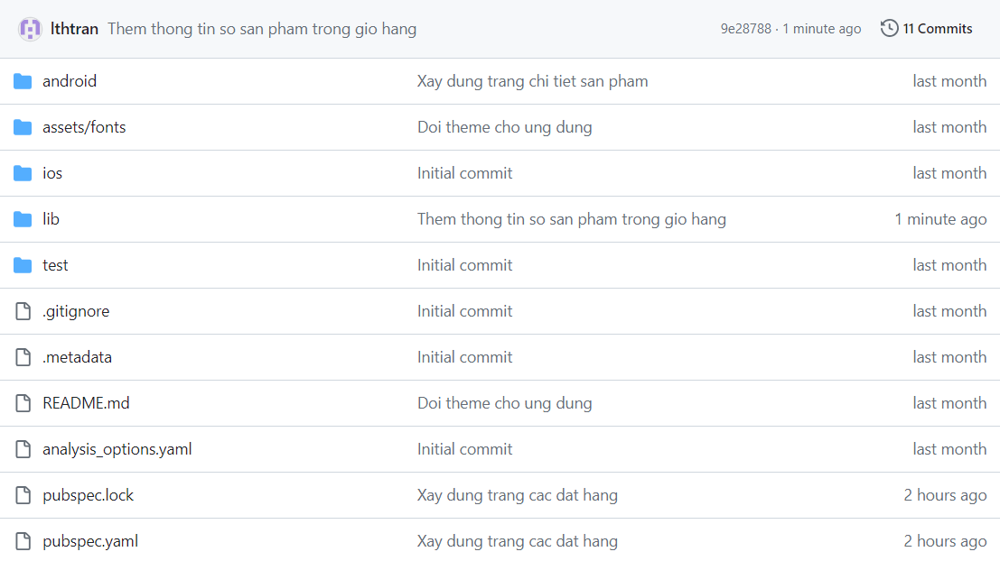 lthtran Them thong tin so san pham trong gio hang 9e28788 · 1 minute ago 11 Commits
android Xay dung trang chi tiet san pham last month
assets/fonts Doi theme cho ung dung last month
ios Initial commit last month
lib Them thong tin so san pham trong gio hang 1 minute ago
test Initial commit last month
.gitignore Initial commit last month
.metadata Initial commit last month
README.md Doi theme cho ung dung last month
analysis_options.yaml Initial commit last month
pubspec.lock Xay dung trang cac dat hang 2 hours ago
pubspec.yaml Xay dung trang cac dat hang 2 hours ago